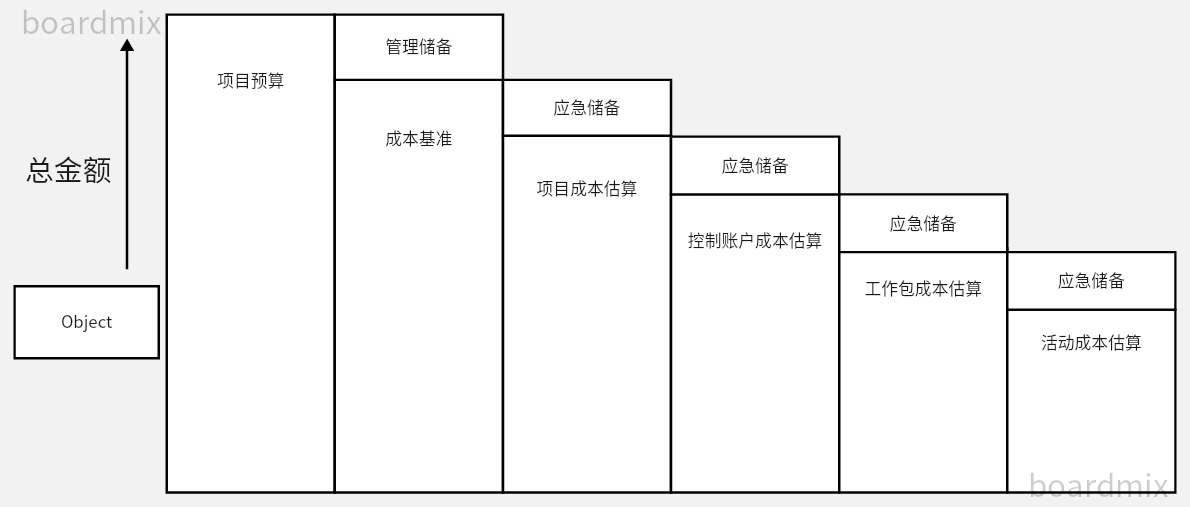 boardmix
总金额
Object
项目预算
管理储备
成本基准
应急储备
项目成本估算
应急储备
控制账户成本估算
应急储备
工作包成本估算
应急储备
活动成本估算
boardmix